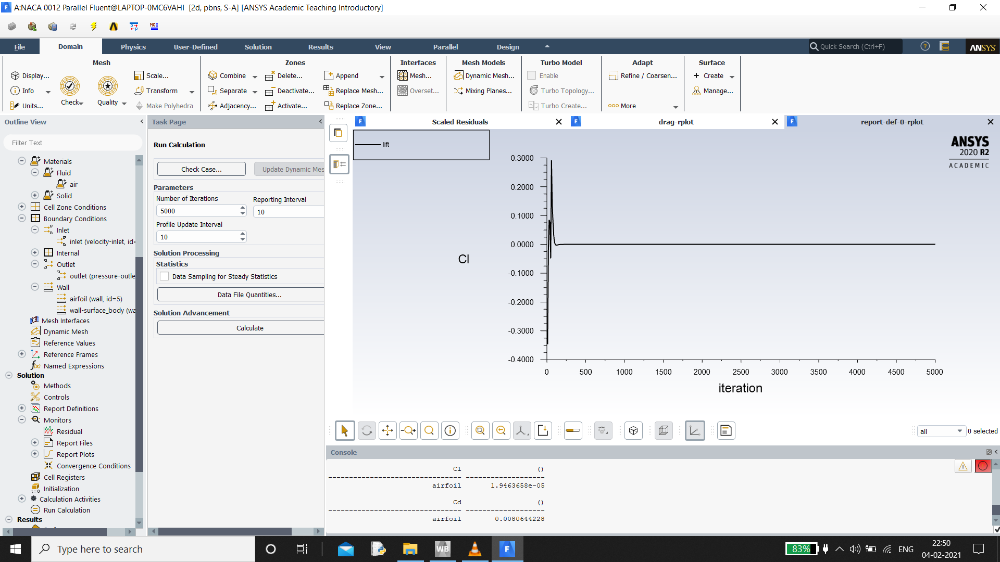 A:NACA 0012 Parallel Fluent@LAPTOP-0MC6VAHI [2d, pbns, S-A] [ANSYS Academic Teaching Introductory]
File Domain Physics User-Defined Solution Results View Parallel Design Quick Search (Ctrl+F) ANSYS
Mesh
Display...
Info
Units...
Check
Quality
Scale...
Transform
Make Polyhedra
Zones
Combine
Separate
Adjacency...
Delete...
Deactivate...
Activate...
Append
Replace Mesh...
Replace Zone...
Interfaces
Mesh...
Overset...
Mesh Models
Dynamic Mesh...
Mixing Planes...
Turbo Model
Enable
Turbo Topology...
Turbo Create...
Adapt
Refine / Coarsen...
More
Surface
Create
Manage...
Outline View
Filter Text
Materials
Fluid
air
Solid
Cell Zone Conditions
Boundary Conditions
Inlet
inlet (velocity-inlet, id=
Internal
Outlet
outlet (pressure-outle
Wall
airfoil (wall, id=5)
wall-surface_body (wa
Mesh Interfaces
Dynamic Mesh
Reference Values
Reference Frames
Named Expressions
Solution
Methods
Controls
Report Definitions
Monitors
Residual
Report Files
Report Plots
Convergence Conditions
Cell Registers
Initialization
Calculation Activities
Run Calculation
Results
Task Page
Run Calculation
Check Case...
Update Dynamic Mes
Parameters
Number of Iterations
5000
Reporting Interval
10
Profile Update Interval
10
Solution Processing
Statistics
Data Sampling for Steady Statistics
Data File Quantities...
Solution Advancement
Calculate
Scaled Residuals
drag-rplot
report-def-0-rplot
lift
ANSYS
2020 R2
ACADEMIC
0.3000
0.2000
0.1000
0.0000
-0.1000
-0.2000
-0.3000
-0.4000
Cl
0 500 1000 1500 2000 2500 3000 3500 4000 4500 5000
iteration
all
0 selected
Console
Cl ()
airfoil 1.9463658e-05
Cd ()
airfoil 0.0080644228
Type here to search
WB
83%
ENG
22:50
04-02-2021